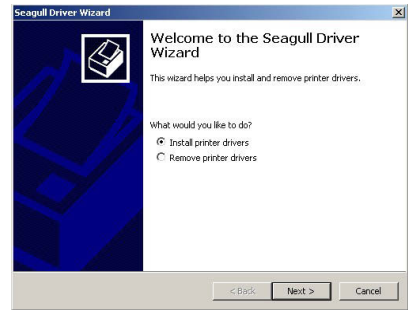 Seagull Driver Wizard
Welcome to the Seagull Driver
Wizard
This wizard helps you install and remove printer drivers.
What would you like to do?
Install printer drivers
Remove printer drivers
< Back Next > Cancel